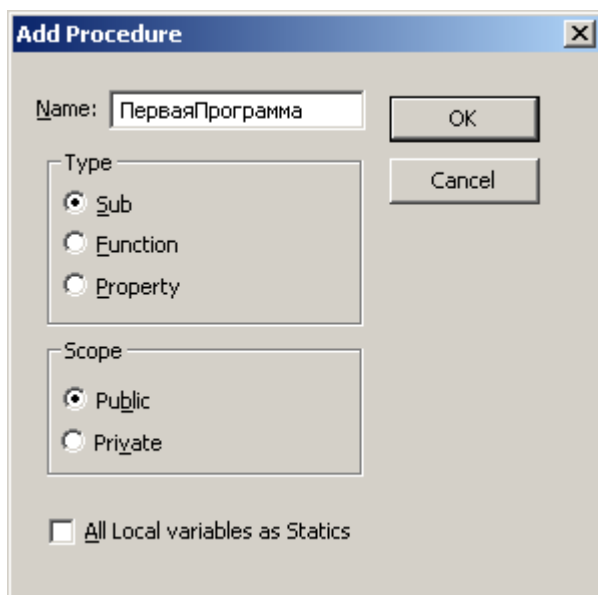 Add Procedure
Name: ПерваяПрограмма
OK
Type
Cancel
Sub
Function
Property
Scope
Public
Private
All Local variables as Statics